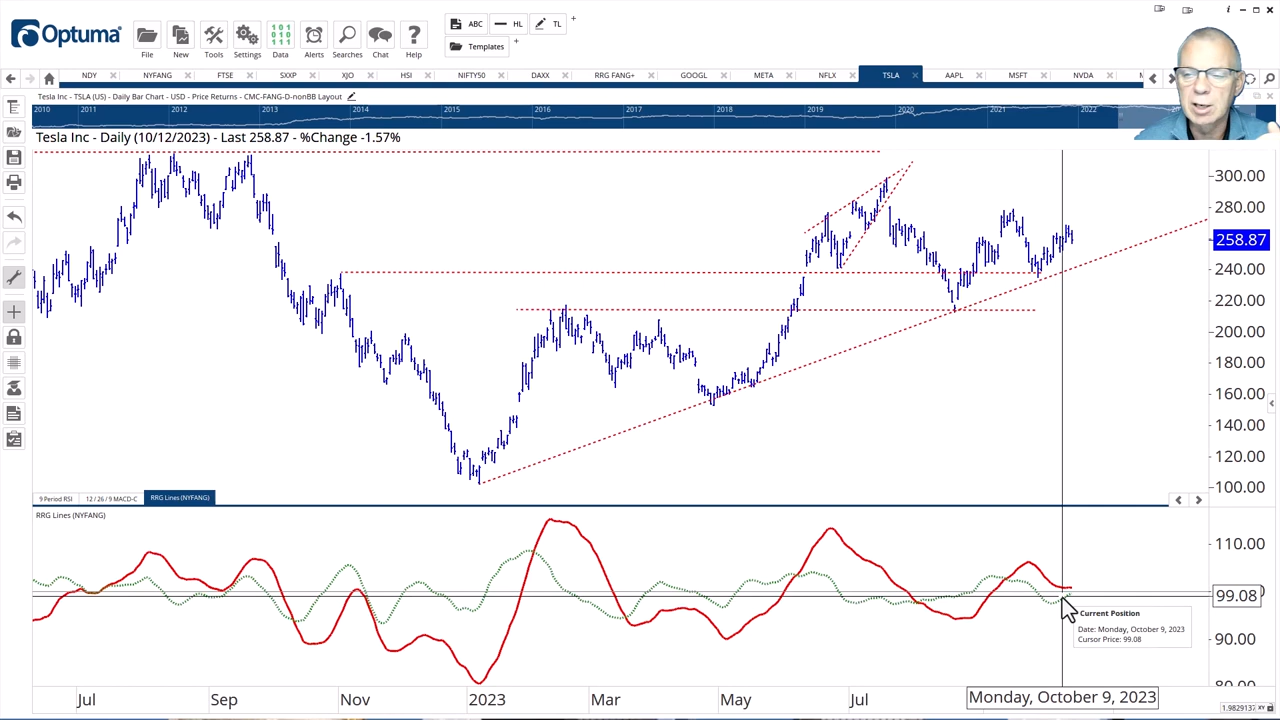 Optuma
File
New
Tools
Settings
Data
Alerts
Searches
Chat
Help
ABC
HL
TL
+
Templates
+
NDY
NYFANG
FTSE
SXXP
XJO
HSI
NIFTY50
DAXX
RRG FANG+
GOOGL
META
NFLX
TSLA
AAPL
MSFT
NVDA
Tesla Inc - TSLA (US) - Daily Bar Chart - USD - Price Returns - CMC-FANG-D-nonBB Layout
2010 2011 2012 2013 2014 2015 2016 2017 2018 2019 2020 2021 2022
Tesla Inc - Daily (10/12/2023) - Last 258.87 - %Change -1.57%
300.00
280.00
258.87
240.00
220.00
200.00
180.00
160.00
140.00
120.00
100.00
9 Period RSI
12 / 26 / 9 MACD-C
RRG Lines (NYFANG)
RRG Lines (NYFANG)
110.00
99.08
90.00
80.00
Current Position
Date: Monday, October 9, 2023
Cursor Price: 99.08
Jul
Sep
Nov
2023
Mar
May
Jul
Monday, October 9, 2023
1.9829137 XY